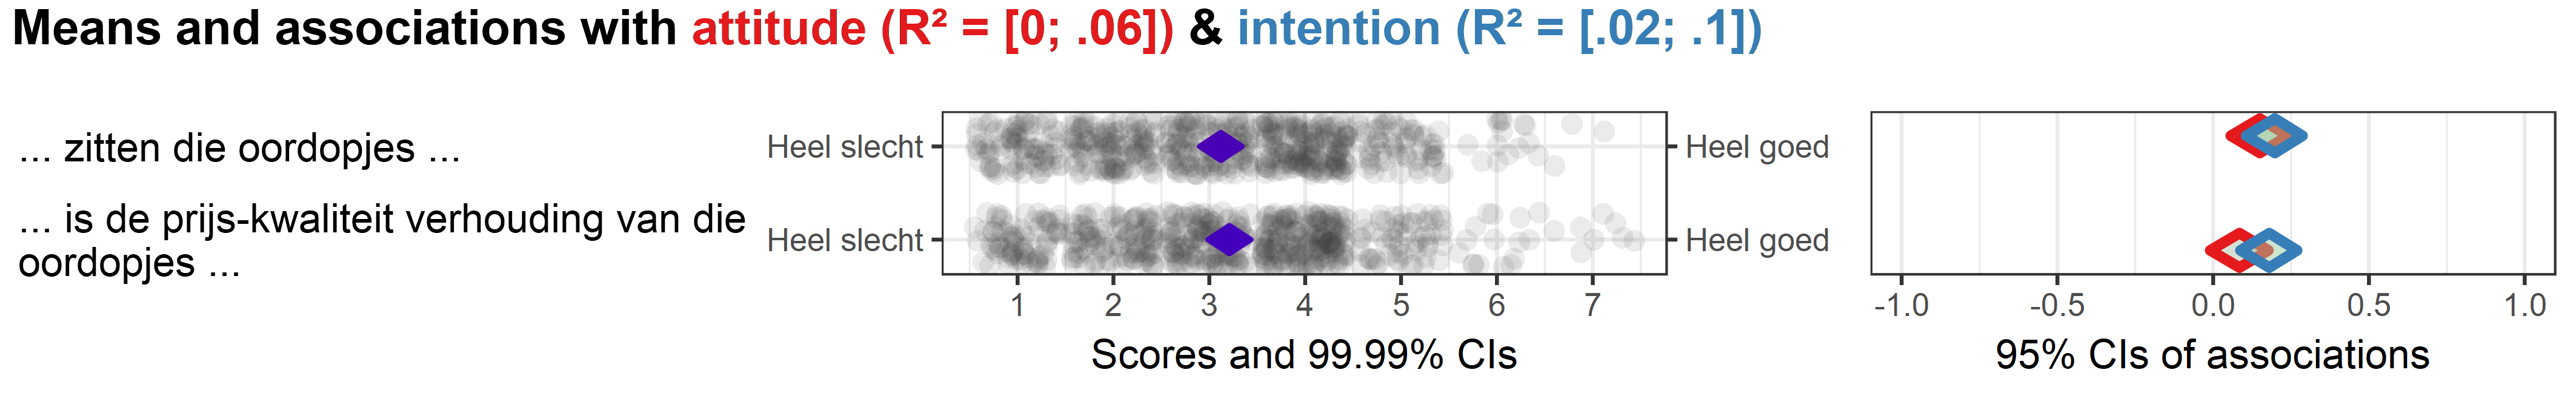 Means and associations with attitude (R² = [0; .06]) & intention (R² = [.02; .1])
... zitten die oordopjes ...
Heel slecht
Heel goed
... is de prijs-kwaliteit verhouding van die
oordopjes ...
Heel slecht
Heel goed
1 2 3 4 5 6 7
-1.0 -0.5 0.0 0.5 1.0
Scores and 99.99% CIs
95% CIs of associations